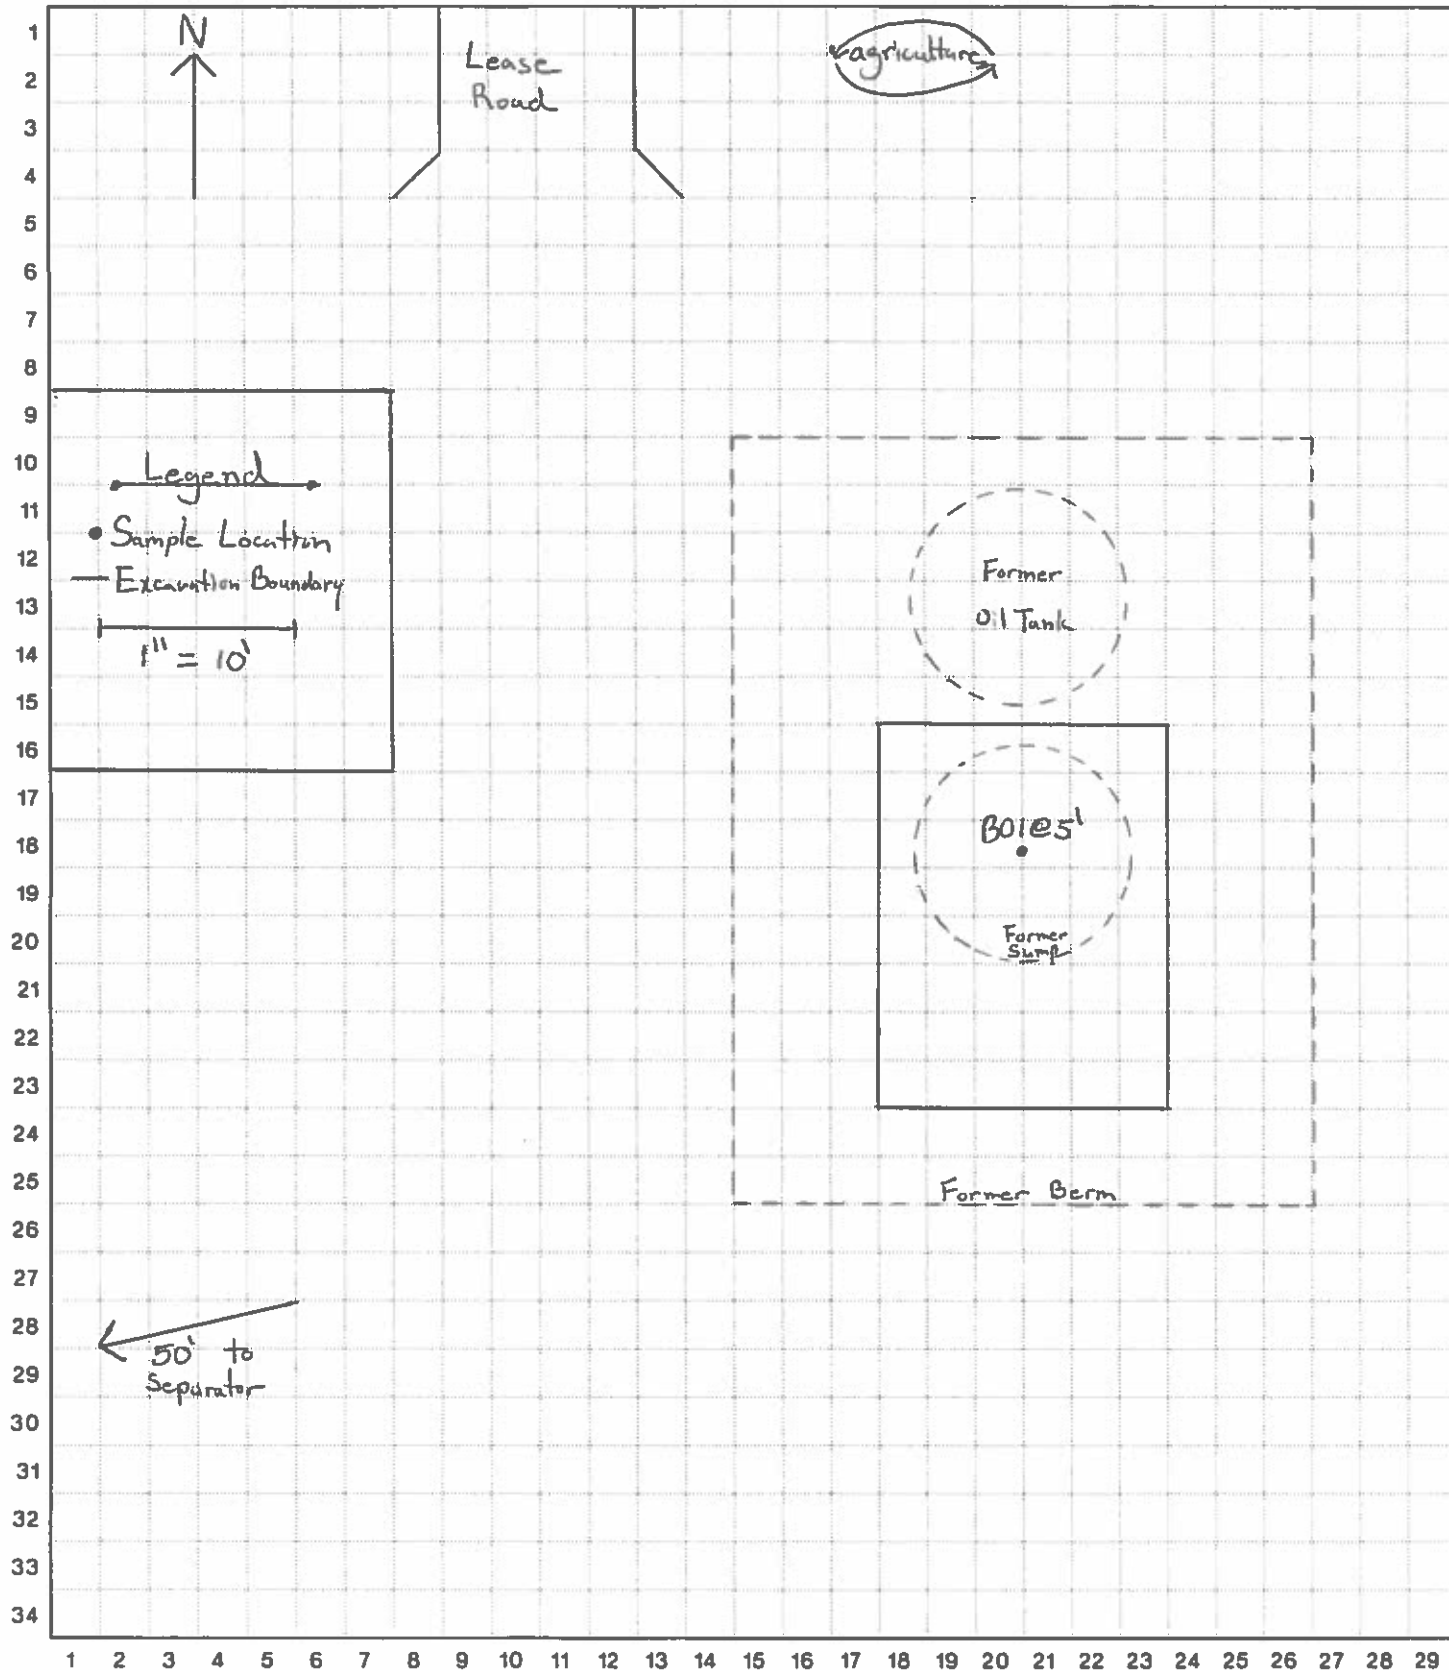 N
Lease
Road
agriculture
Legend
Sample Location
Excavation Boundary
1" = 10'
Former
Oil Tank
B01@5'
Former
Sump
Former Berm
50' to
Separator
1
2
3
4
5
6
7
8
9
10
11
12
13
14
15
16
17
18
19
20
21
22
23
24
25
26
27
28
29
30
31
32
33
34
1 2 3 4 5 6 7 8 9 10 11 12 13 14 15 16 17 18 19 20 21 22 23 24 25 26 27 28 29